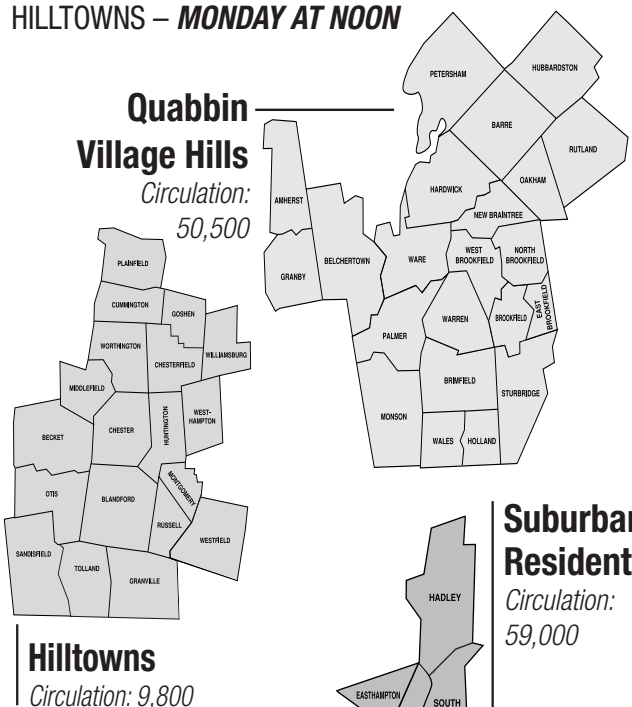 HILLTOWNS – MONDAY AT NOON
Quabbin
Village Hills
Circulation:
50,500
PETERSHAM
HUBBARDSTON
BARRE
RUTLAND
HARDWICK
OAKHAM
NEW BRAINTREE
AMHERST
BELCHERTOWN
GRANBY
WARE
WEST
BROOKFIELD
NORTH
BROOKFIELD
WARREN
BROOKFIELD
EAST
BROOKFIELD
PALMER
BRIMFIELD
STURBRIDGE
MONSON
WALES
HOLLAND
PLAINFIELD
CUMMINGTON
GOSHEN
WORTHINGTON
CHESTERFIELD
WILLIAMSBURG
MIDDLEFIELD
CHESTER
HUNTINGTON
WEST-
HAMPTON
BECKET
MONTGOMERY
OTIS
BLANDFORD
RUSSELL
WESTFIELD
SANDISFIELD
TOLLAND
GRANVILLE
Hilltowns
Circulation: 9,800
Suburban
Resident
Circulation:
59,000
HADLEY
EASTHAMPTON
SOUTH